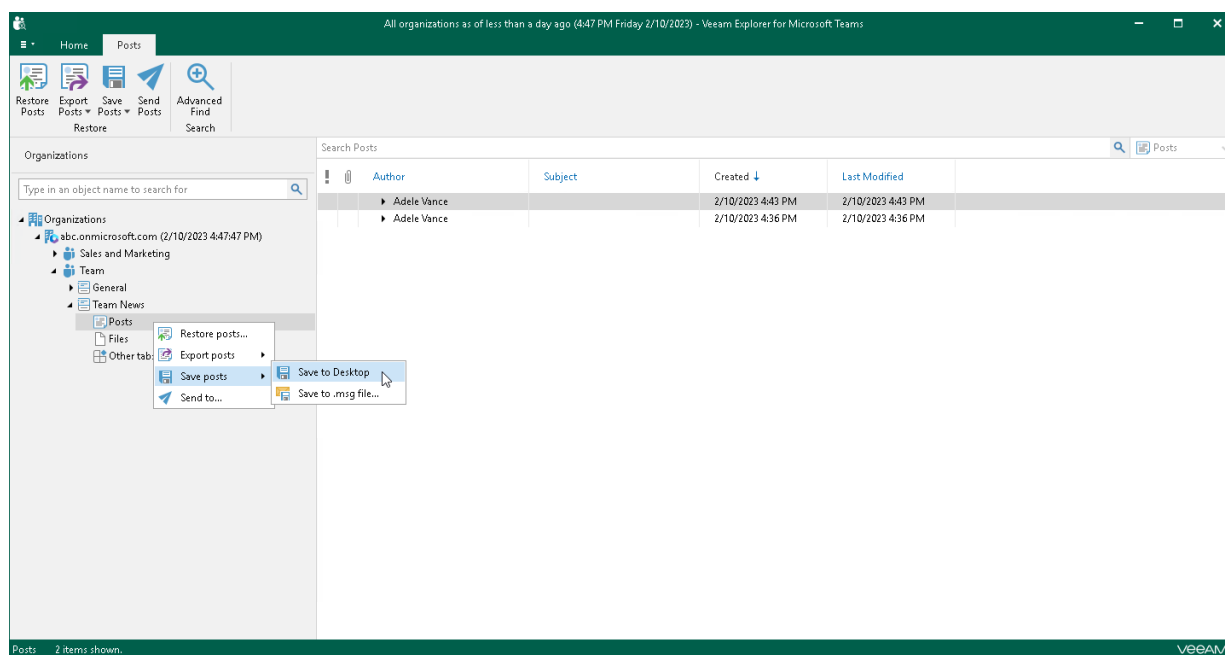 All organizations as of less than a day ago (4:47 PM Friday 2/10/2023) - Veeam Explorer for Microsoft Teams
Home Posts
Restore Posts
Export Posts
Save Posts
Send Posts
Advanced Find
Restore Search
Organizations
Type in an object name to search for
Organizations
abc.onmicrosoft.com (2/10/2023 4:47:47 PM)
Sales and Marketing
Team
General
Team News
Posts
Files
Other tab
Restore posts...
Export posts
Save posts
Send to...
Save to Desktop
Save to .msg file...
Search Posts Posts
Author Subject Created Last Modified
Adele Vance 2/10/2023 4:43 PM 2/10/2023 4:43 PM
Adele Vance 2/10/2023 4:36 PM 2/10/2023 4:36 PM
Posts 2 items shown.
veeAM